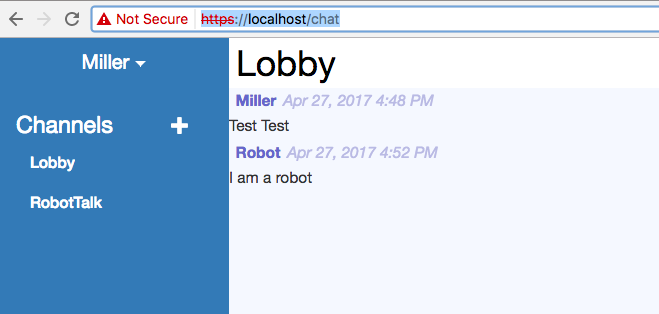 Not Secure https://localhost/chat
Miller
Lobby
Miller Apr 27, 2017 4:48 PM
Test Test
Channels +
Robot Apr 27, 2017 4:52 PM
I am a robot
Lobby
RobotTalk